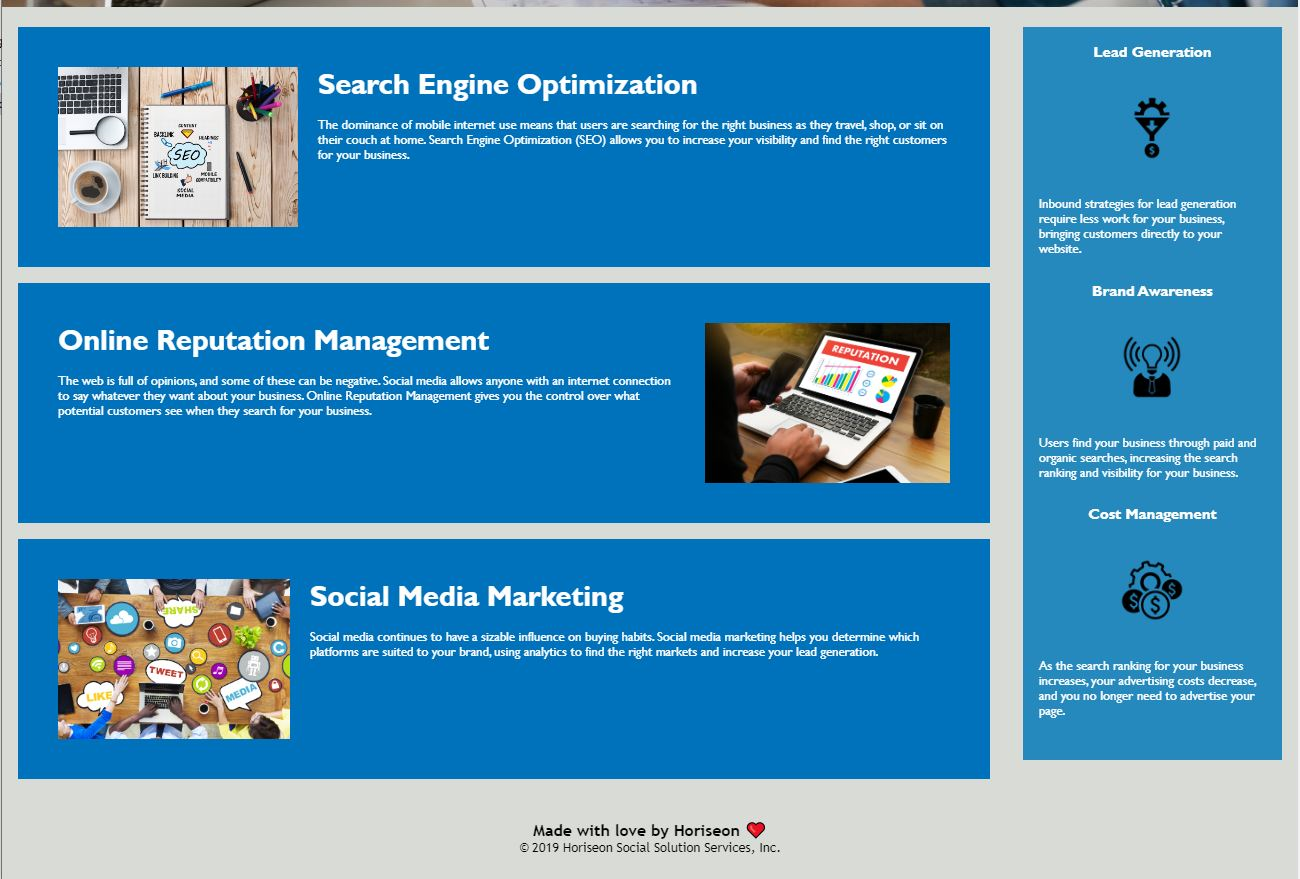 Search Engine Optimization
The dominance of mobile internet use means that users are searching for the right business as they travel, shop, or sit on
their couch at home. Search Engine Optimization (SEO) allows you to increase your visibility and find the right customers
for your business.
CONTENT
BACKLINK
HEADINGS
SEO
LINK BUILDING
MOBILE
COMPATIBILITY
SOCIAL
MEDIA
Online Reputation Management
The web is full of opinions, and some of these can be negative. Social media allows anyone with an internet connection
to say whatever they want about your business. Online Reputation Management gives you the control over what
potential customers see when they search for your business.
REPUTATION
Social Media Marketing
Social media continues to have a sizable influence on buying habits. Social media marketing helps you determine which
platforms are suited to your brand, using analytics to find the right markets and increase your lead generation.
SHARE
TWEET
LIKE
MEDIA
Lead Generation
$
Inbound strategies for lead generation
require less work for your business,
bringing customers directly to your
website.
Brand Awareness
Users find your business through paid and
organic searches, increasing the search
ranking and visibility for your business.
Cost Management
$ $ $
As the search ranking for your business
increases, your advertising costs decrease,
and you no longer need to advertise your
page.
Made with love by Horiseon ❤️
© 2019 Horiseon Social Solution Services, Inc.